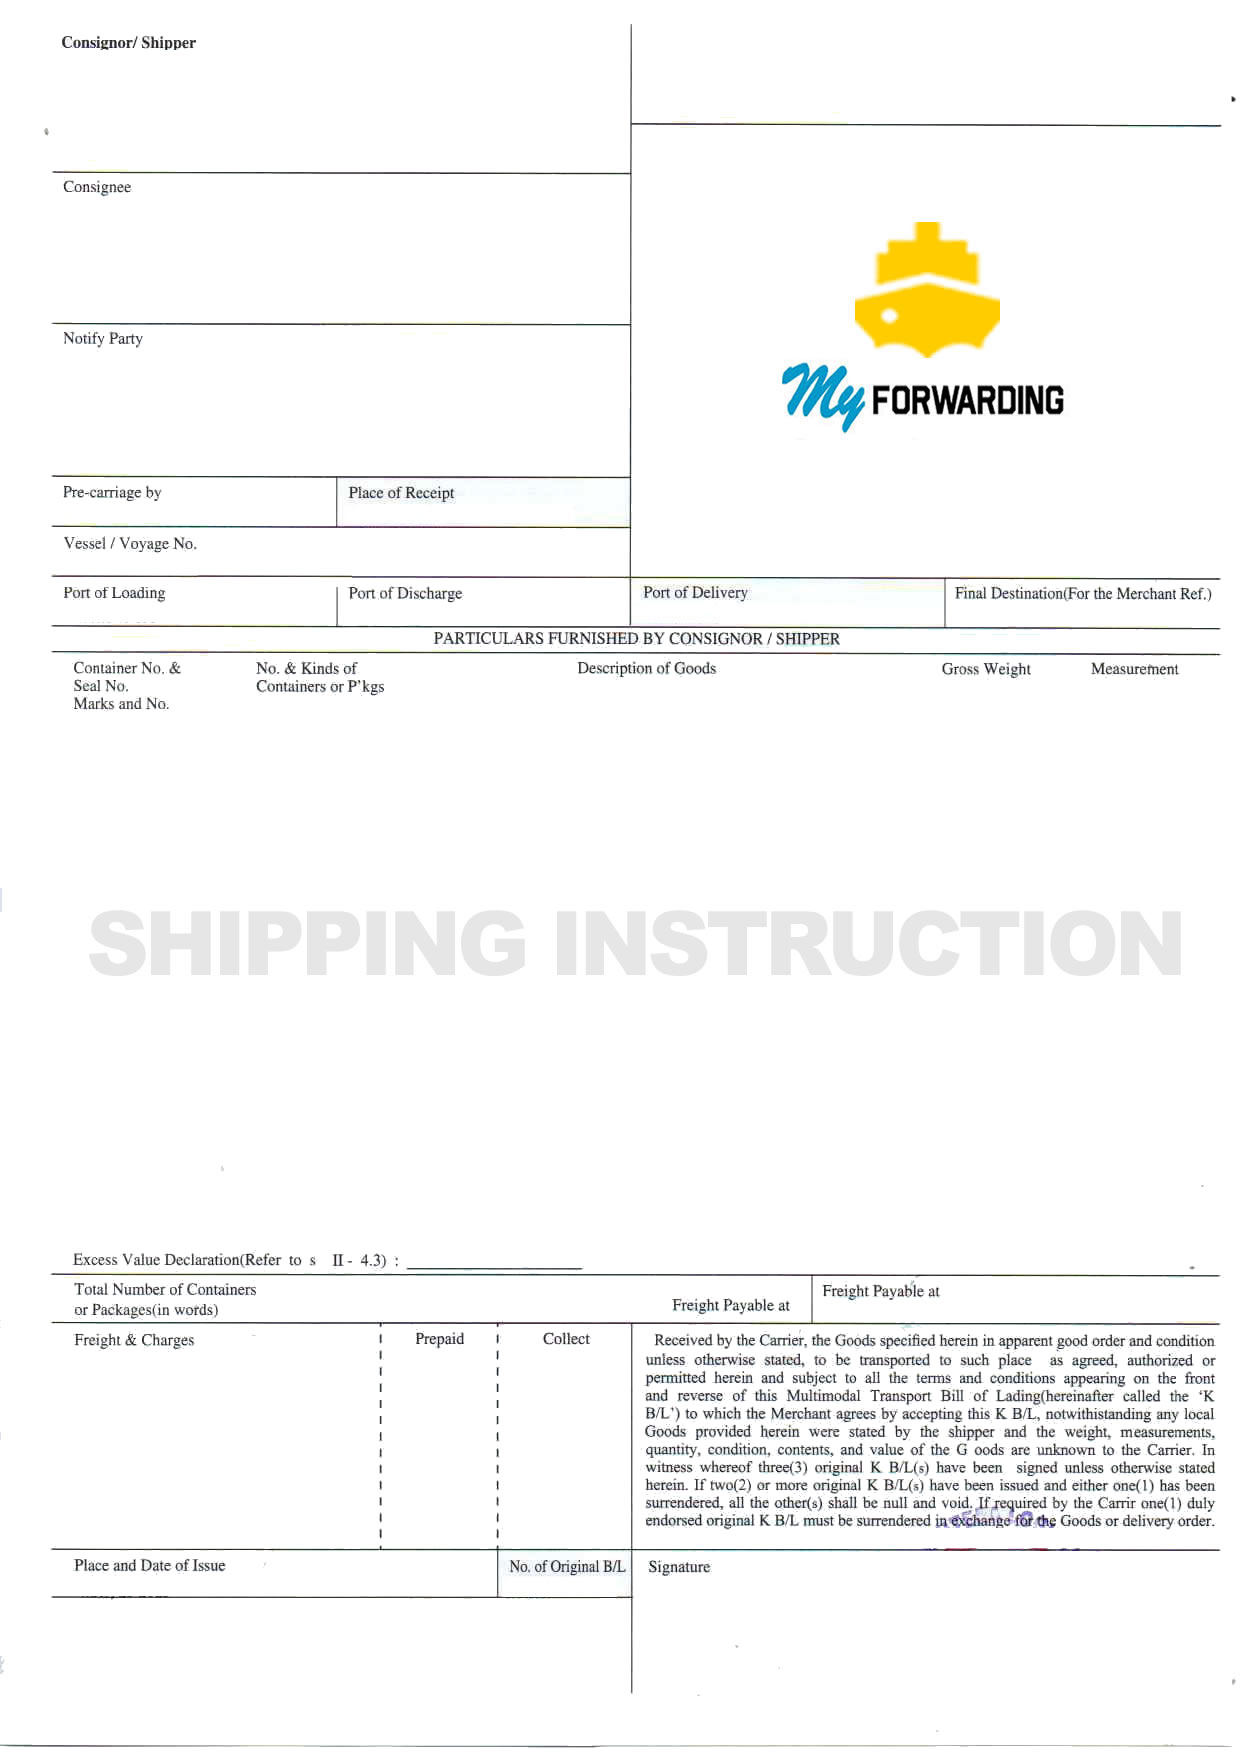 Consignor/ Shipper
Consignee
Notify Party
My FORWARDING
Pre-carriage by
Place of Receipt
Vessel / Voyage No.
Port of Loading
Port of Discharge
Port of Delivery
Final Destination(For the Merchant Ref.)
PARTICULARS FURNISHED BY CONSIGNOR / SHIPPER
Container No. &
Seal No.
Marks and No.
No. & Kinds of
Containers or P'kgs
Description of Goods
Gross Weight
Measurement
SHIPPING INSTRUCTION
Excess Value Declaration(Refer to s II - 4.3) :
Total Number of Containers
or Packages(in words)
Freight Payable at
Freight Payable at
Freight & Charges
Prepaid
Collect
Received by the Carrier, the Goods specified herein in apparent good order and condition
unless otherwise stated, to be transported to such place as agreed, authorized or
permitted herein and subject to all the terms and conditions appearing on the front
and reverse of this Multimodal Transport Bill of Lading(hereinafter called the 'K
B/L') to which the Merchant agrees by accepting this K B/L, notwithistanding any local
Goods provided herein were stated by the shipper and the weight, measurements,
quantity, condition, contents, and value of the G oods are unknown to the Carrier. In
witness whereof three(3) original K B/L(s) have been signed unless otherwise stated
herein. If two(2) or more original K B/L(s) have been issued and either one(1) has been
surrendered, all the other(s) shall be null and void. If required by the Carrir one(1) duly
endorsed original K B/L must be surrendered in exchange for the Goods or delivery order.
Place and Date of Issue
No. of Original B/L
Signature